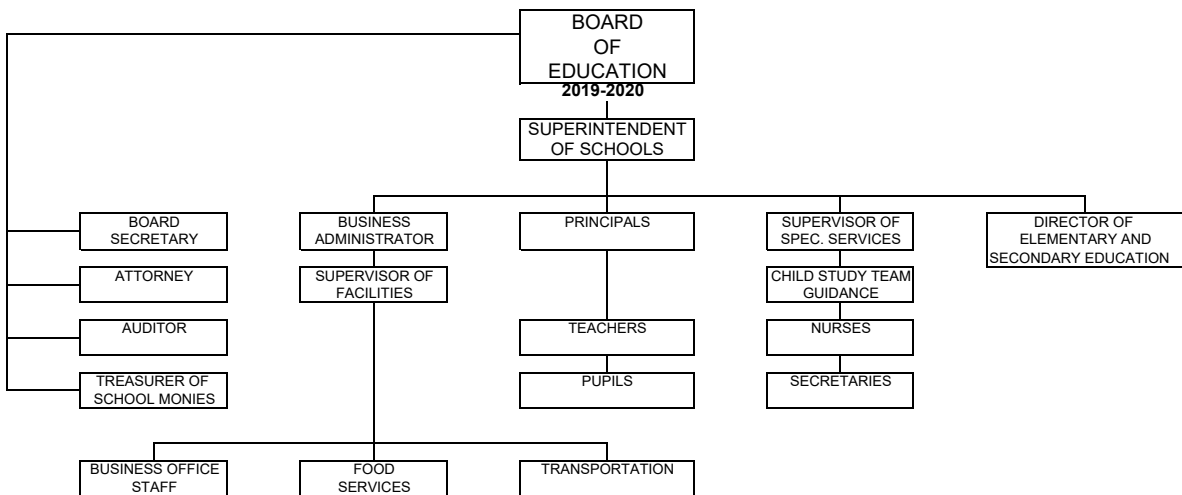 BOARD
OF
EDUCATION
2019-2020
SUPERINTENDENT
OF SCHOOLS
BOARD
SECRETARY
BUSINESS
ADMINISTRATOR
PRINCIPALS
SUPERVISOR OF
SPEC. SERVICES
DIRECTOR OF
ELEMENTARY AND
SECONDARY EDUCATION
ATTORNEY
SUPERVISOR OF
FACILITIES
CHILD STUDY TEAM
GUIDANCE
AUDITOR
TEACHERS
NURSES
TREASURER OF
SCHOOL MONIES
PUPILS
SECRETARIES
BUSINESS OFFICE
STAFF
FOOD
SERVICES
TRANSPORTATION